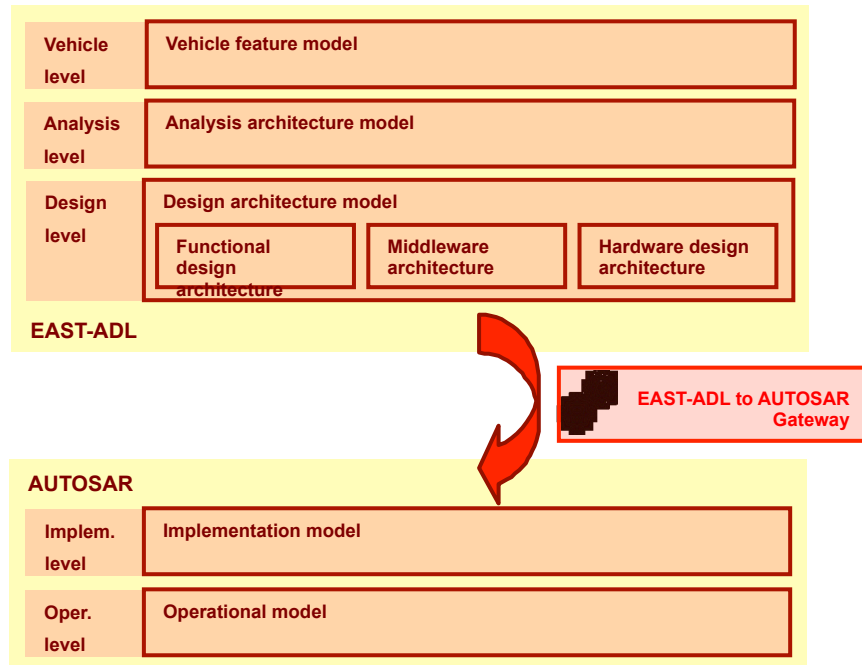 Vehicle
level
Vehicle feature model
Analysis
level
Analysis architecture model
Design
level
Design architecture model
Functional
design
architecture
Middleware
architecture
Hardware design
architecture
EAST-ADL
EAST-ADL to AUTOSAR
Gateway
AUTOSAR
Implem.
level
Implementation model
Oper.
level
Operational model